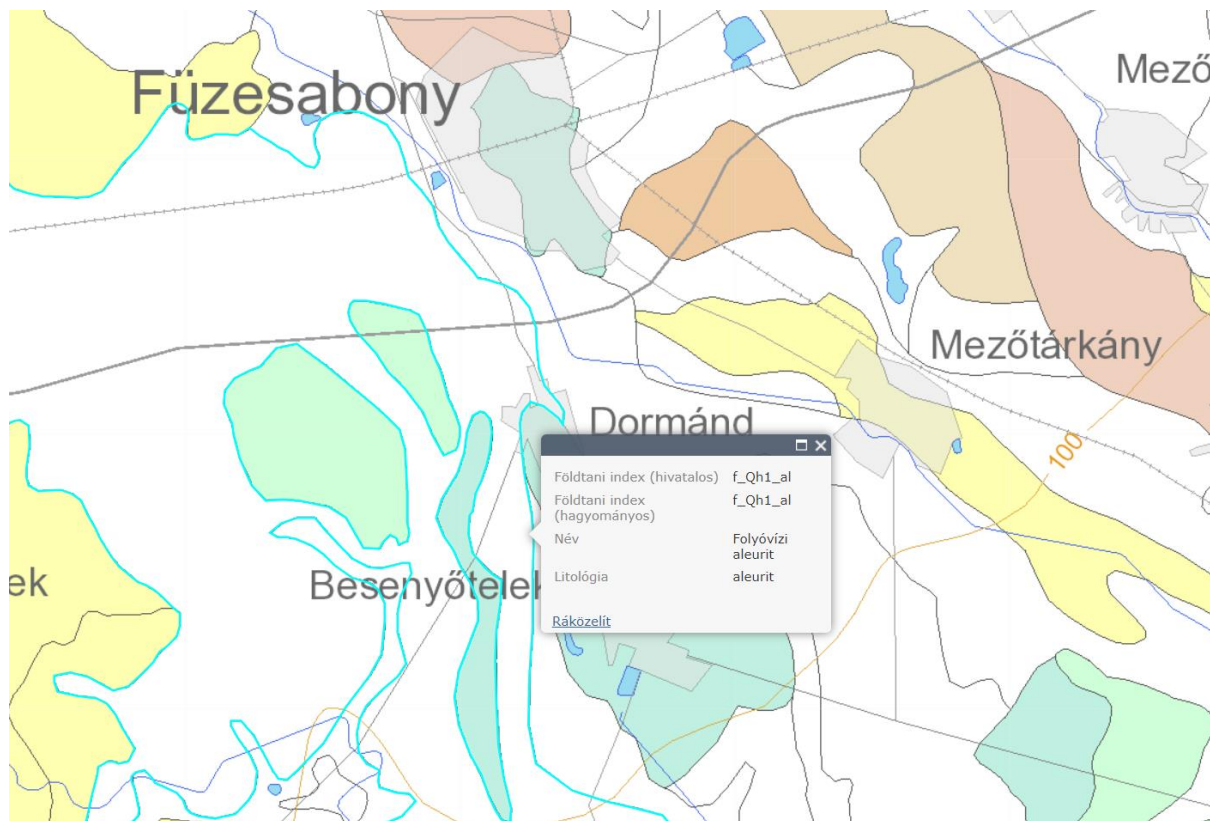 Füzesabony
Mező
Mezőtárkány
Dormánd
100
Földtani index (hivatalos) f_Qh1_al
Földtani index
(hagyományos) f_Qh1_al
Név Folyóvízi
aleurit
Litológia aleurit
Ráközelít
ek
Besenyőtelek